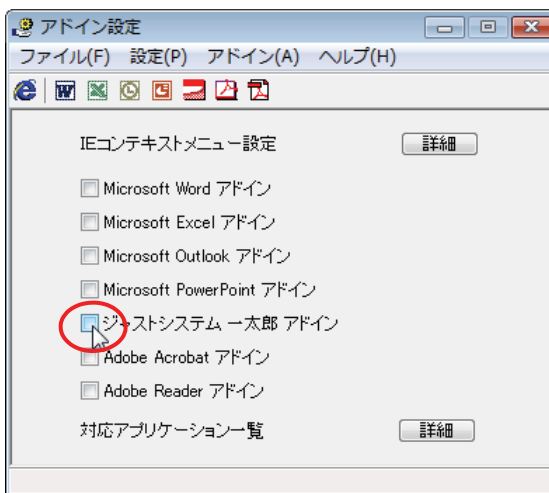 アドイン設定
ファイル(F) 設定(P) アドイン(A) ヘルプ(H)
IEコンテキストメニュー設定 詳細
Microsoft Word アドイン
Microsoft Excel アドイン
Microsoft Outlook アドイン
Microsoft PowerPoint アドイン
ジャストシステム 一太郎 アドイン
Adobe Acrobat アドイン
Adobe Reader アドイン
対応アプリケーション一覧 詳細